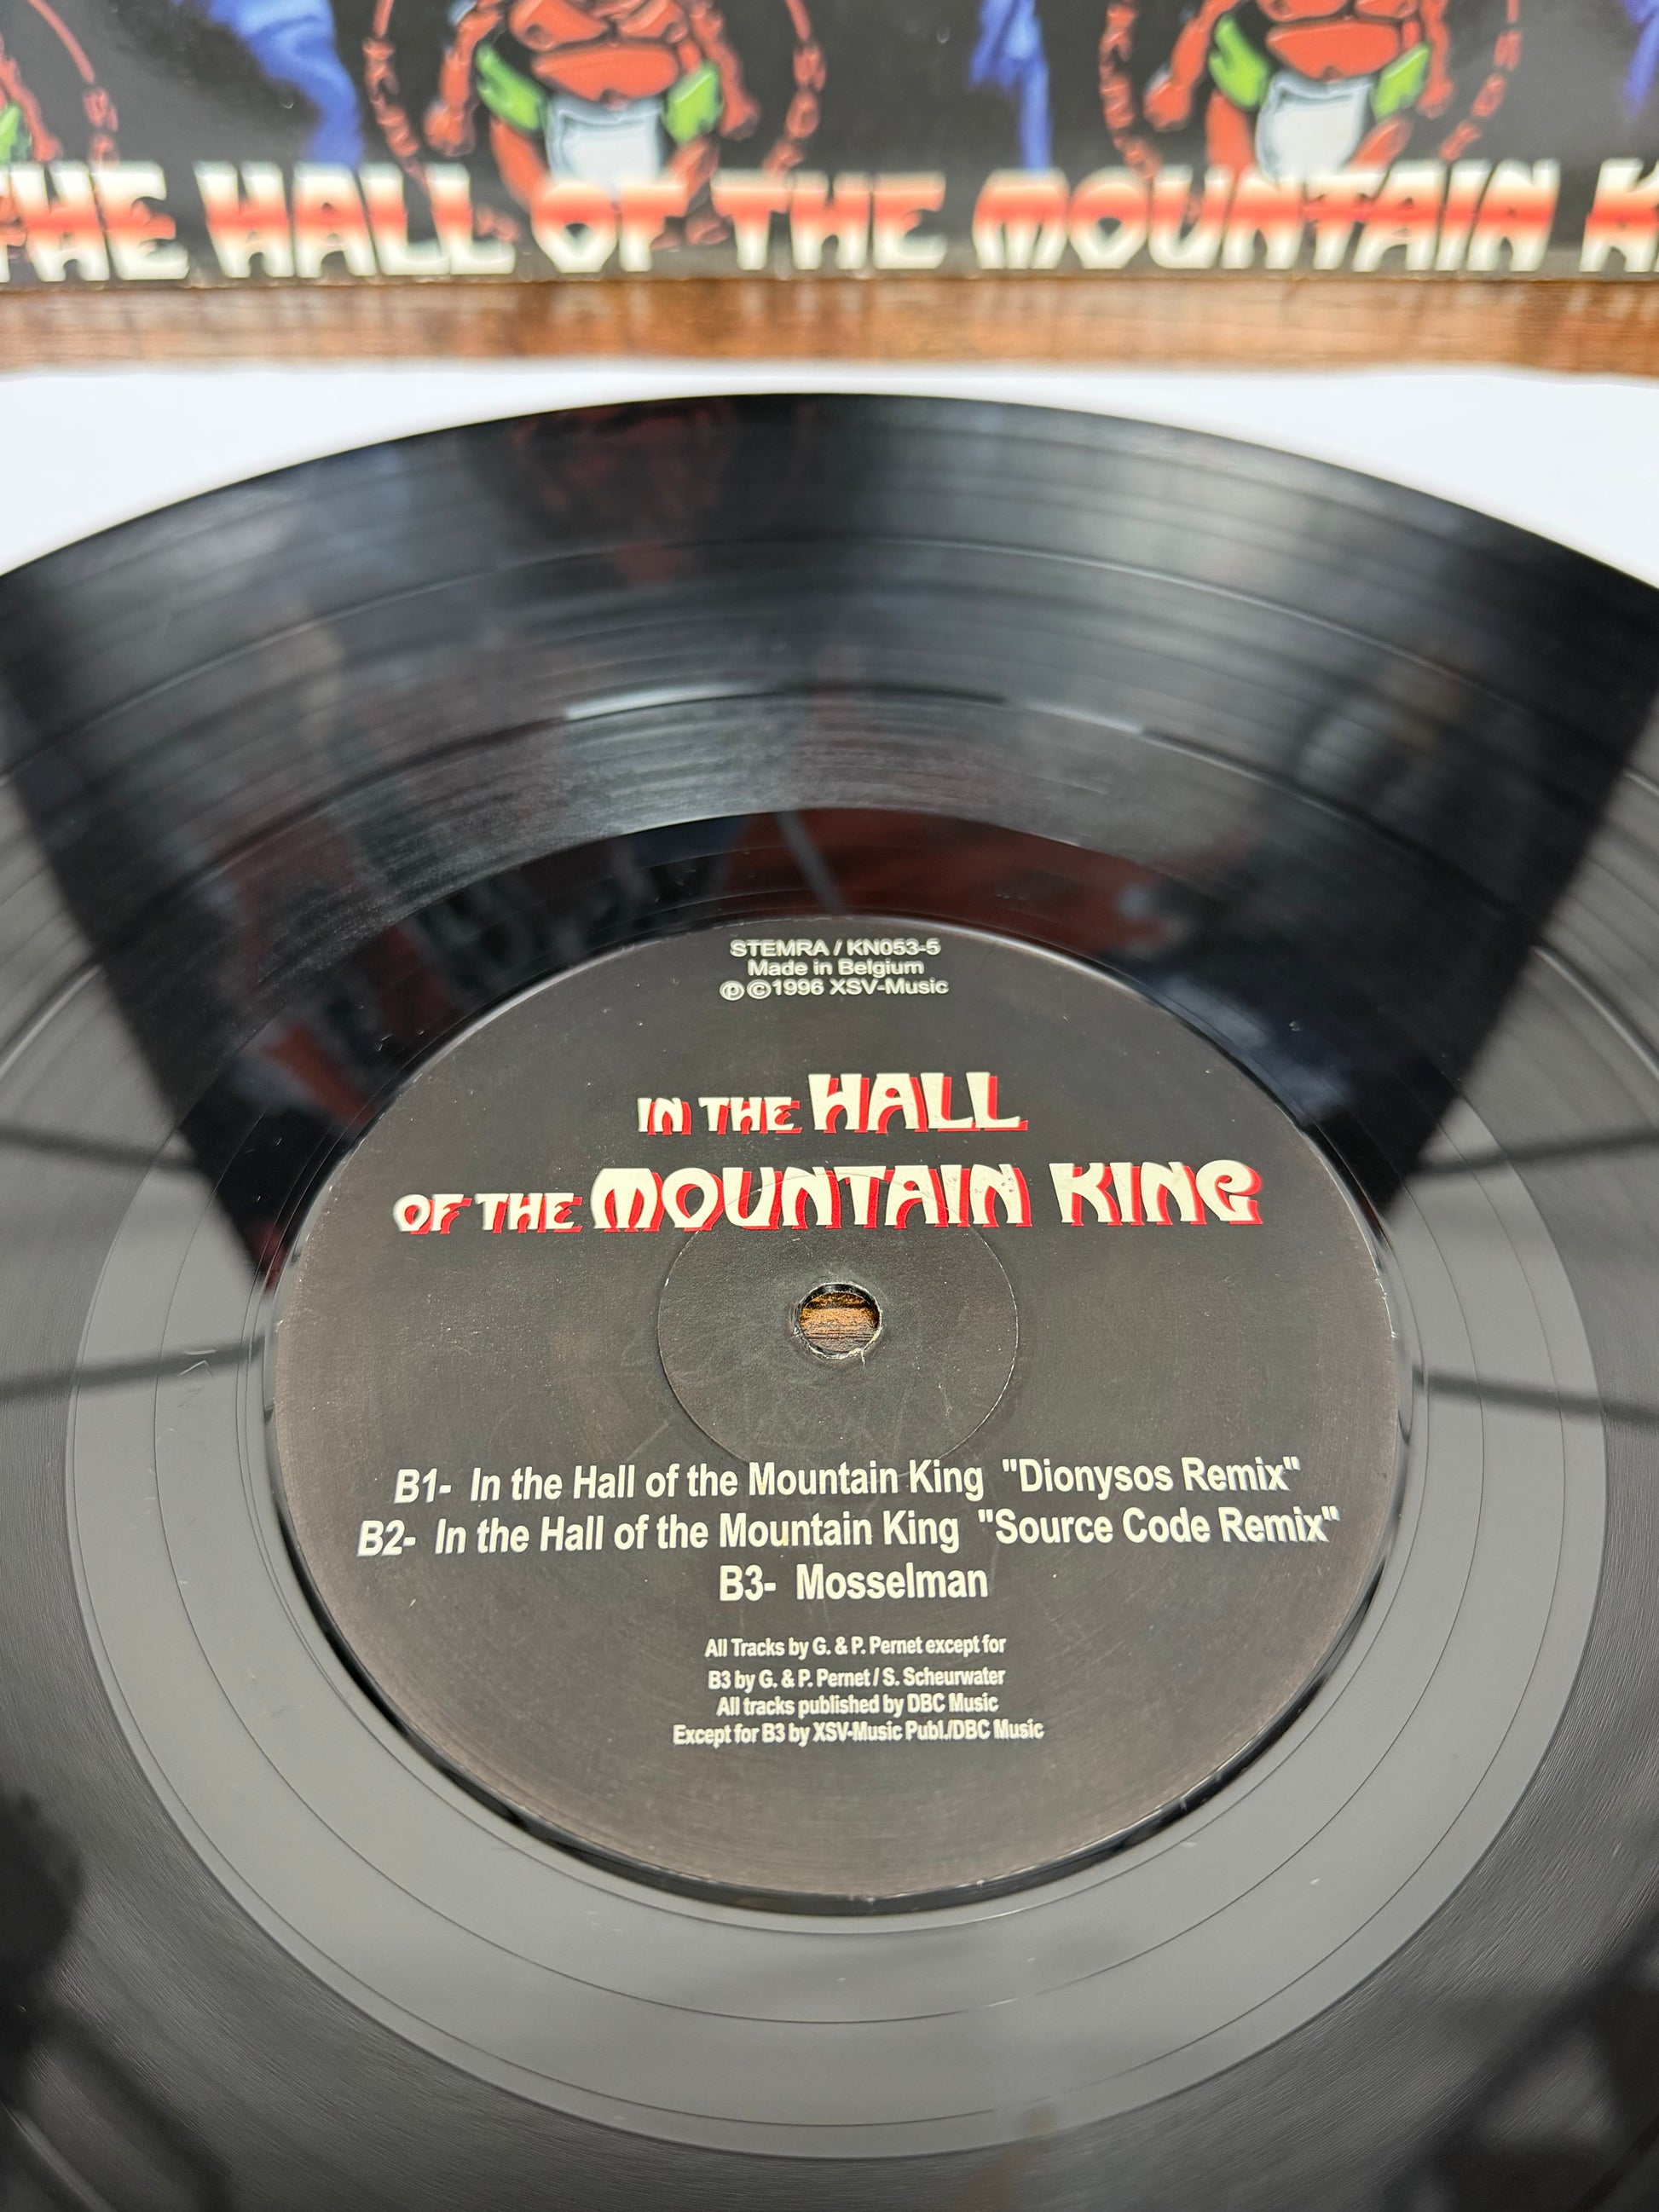 THE HALL OF THE MOUNTAIN
STEMRA / KN053-5
Made in Belgium
℗ ©1996 XSV-Music
IN THE HALL
OF THE MOUNTAIN KING
B1- In the Hall of the Mountain King "Dionysos Remix"
B2- In the Hall of the Mountain King "Source Code Remix"
B3- Mosselman
All Tracks by G. & P. Pernet except for
B3 by G. & P. Pernet / S. Scheurwater
All tracks published by DBC Music
Except for B3 by XSV-Music Publ./DBC Music